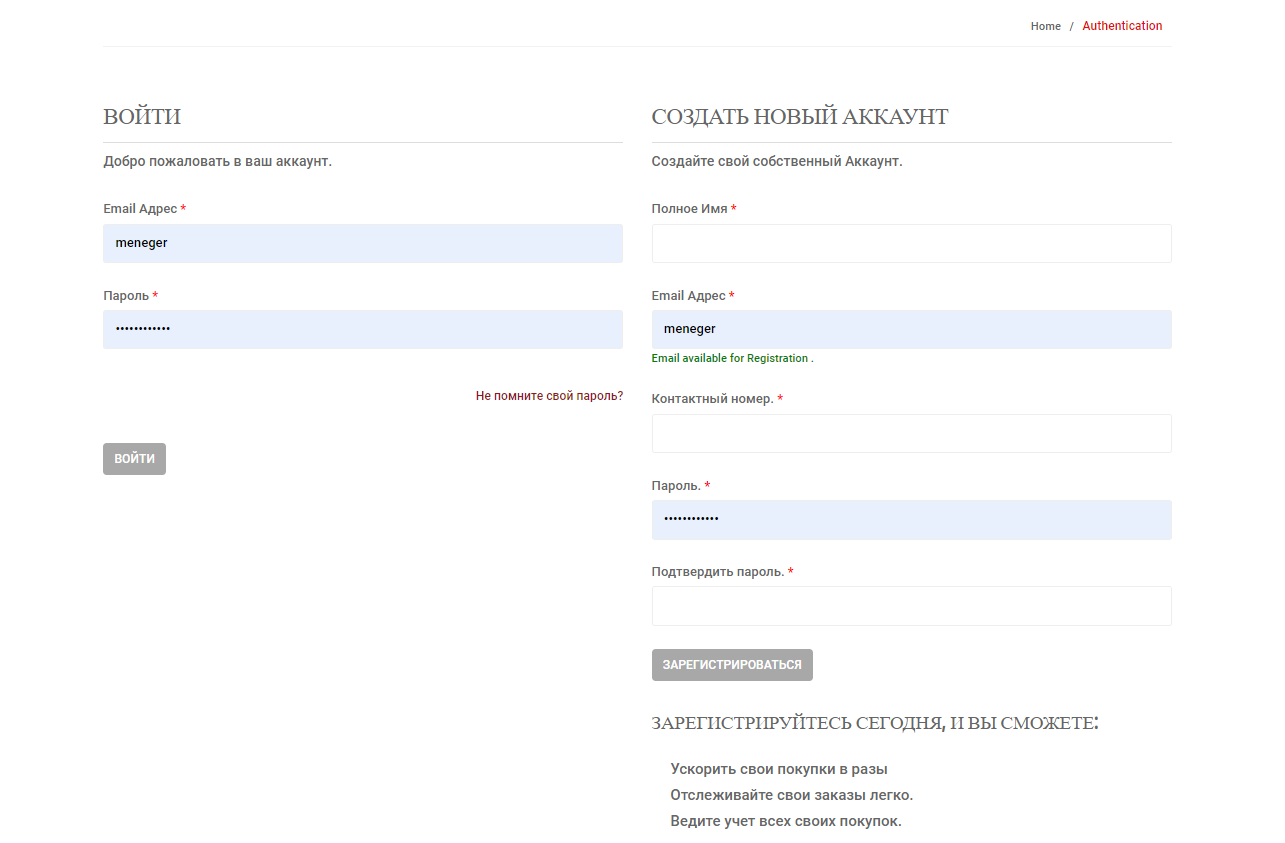 Home / Authentication
ВОЙТИ
Добро пожаловать в ваш аккаунт.
Email Адрес *
meneger
Пароль *
••••••••••••
Не помните свой пароль?
ВОЙТИ
СОЗДАТЬ НОВЫЙ АККАУНТ
Создайте свой собственный Аккаунт.
Полное Имя *
Email Адрес *
meneger
Email available for Registration .
Контактный номер. *
Пароль. *
••••••••••••
Подтвердить пароль. *
ЗАРЕГИСТРИРОВАТЬСЯ
ЗАРЕГИСТРИРУЙТЕСЬ СЕГОДНЯ, И ВЫ СМОЖЕТЕ:
Ускорить свои покупки в разы
Отслеживайте свои заказы легко.
Ведите учет всех своих покупок.